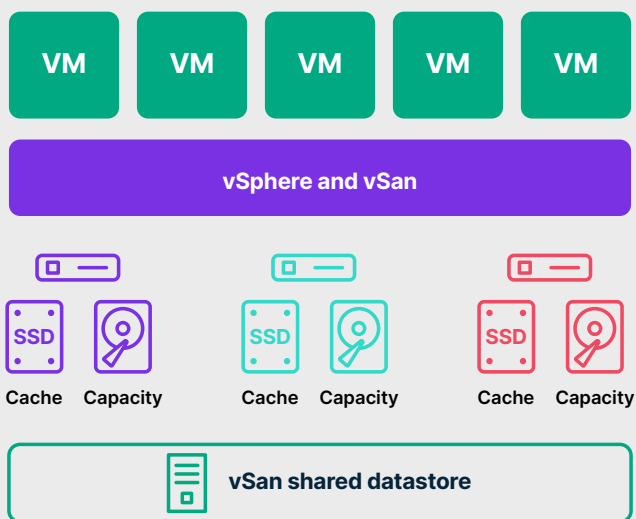 VM VM VM VM VM
vSphere and vSan
SSD SSD SSD
Cache Capacity Cache Capacity Cache Capacity
vSan shared datastore